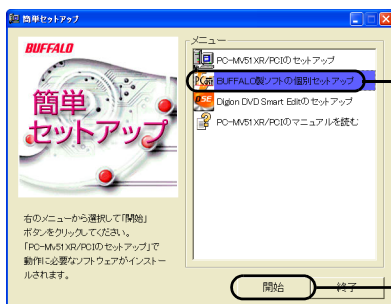 簡単セットアップ
BUFFALO
簡単
セットアップ
右のメニューから選択して「開始」
ボタンをクリックしてください。
「PC-MV51XR/PCIのセットアップ」で
動作に必要なソフトウェアがインストー
ルされます。
メニュー
PC-MV51XR/PCIのセットアップ
BUFFALO製ソフトの個別セットアップ
Digion DVD Smart Editのセットアップ
PC-MV51XR/PCIのマニュアルを読む
開始
終了